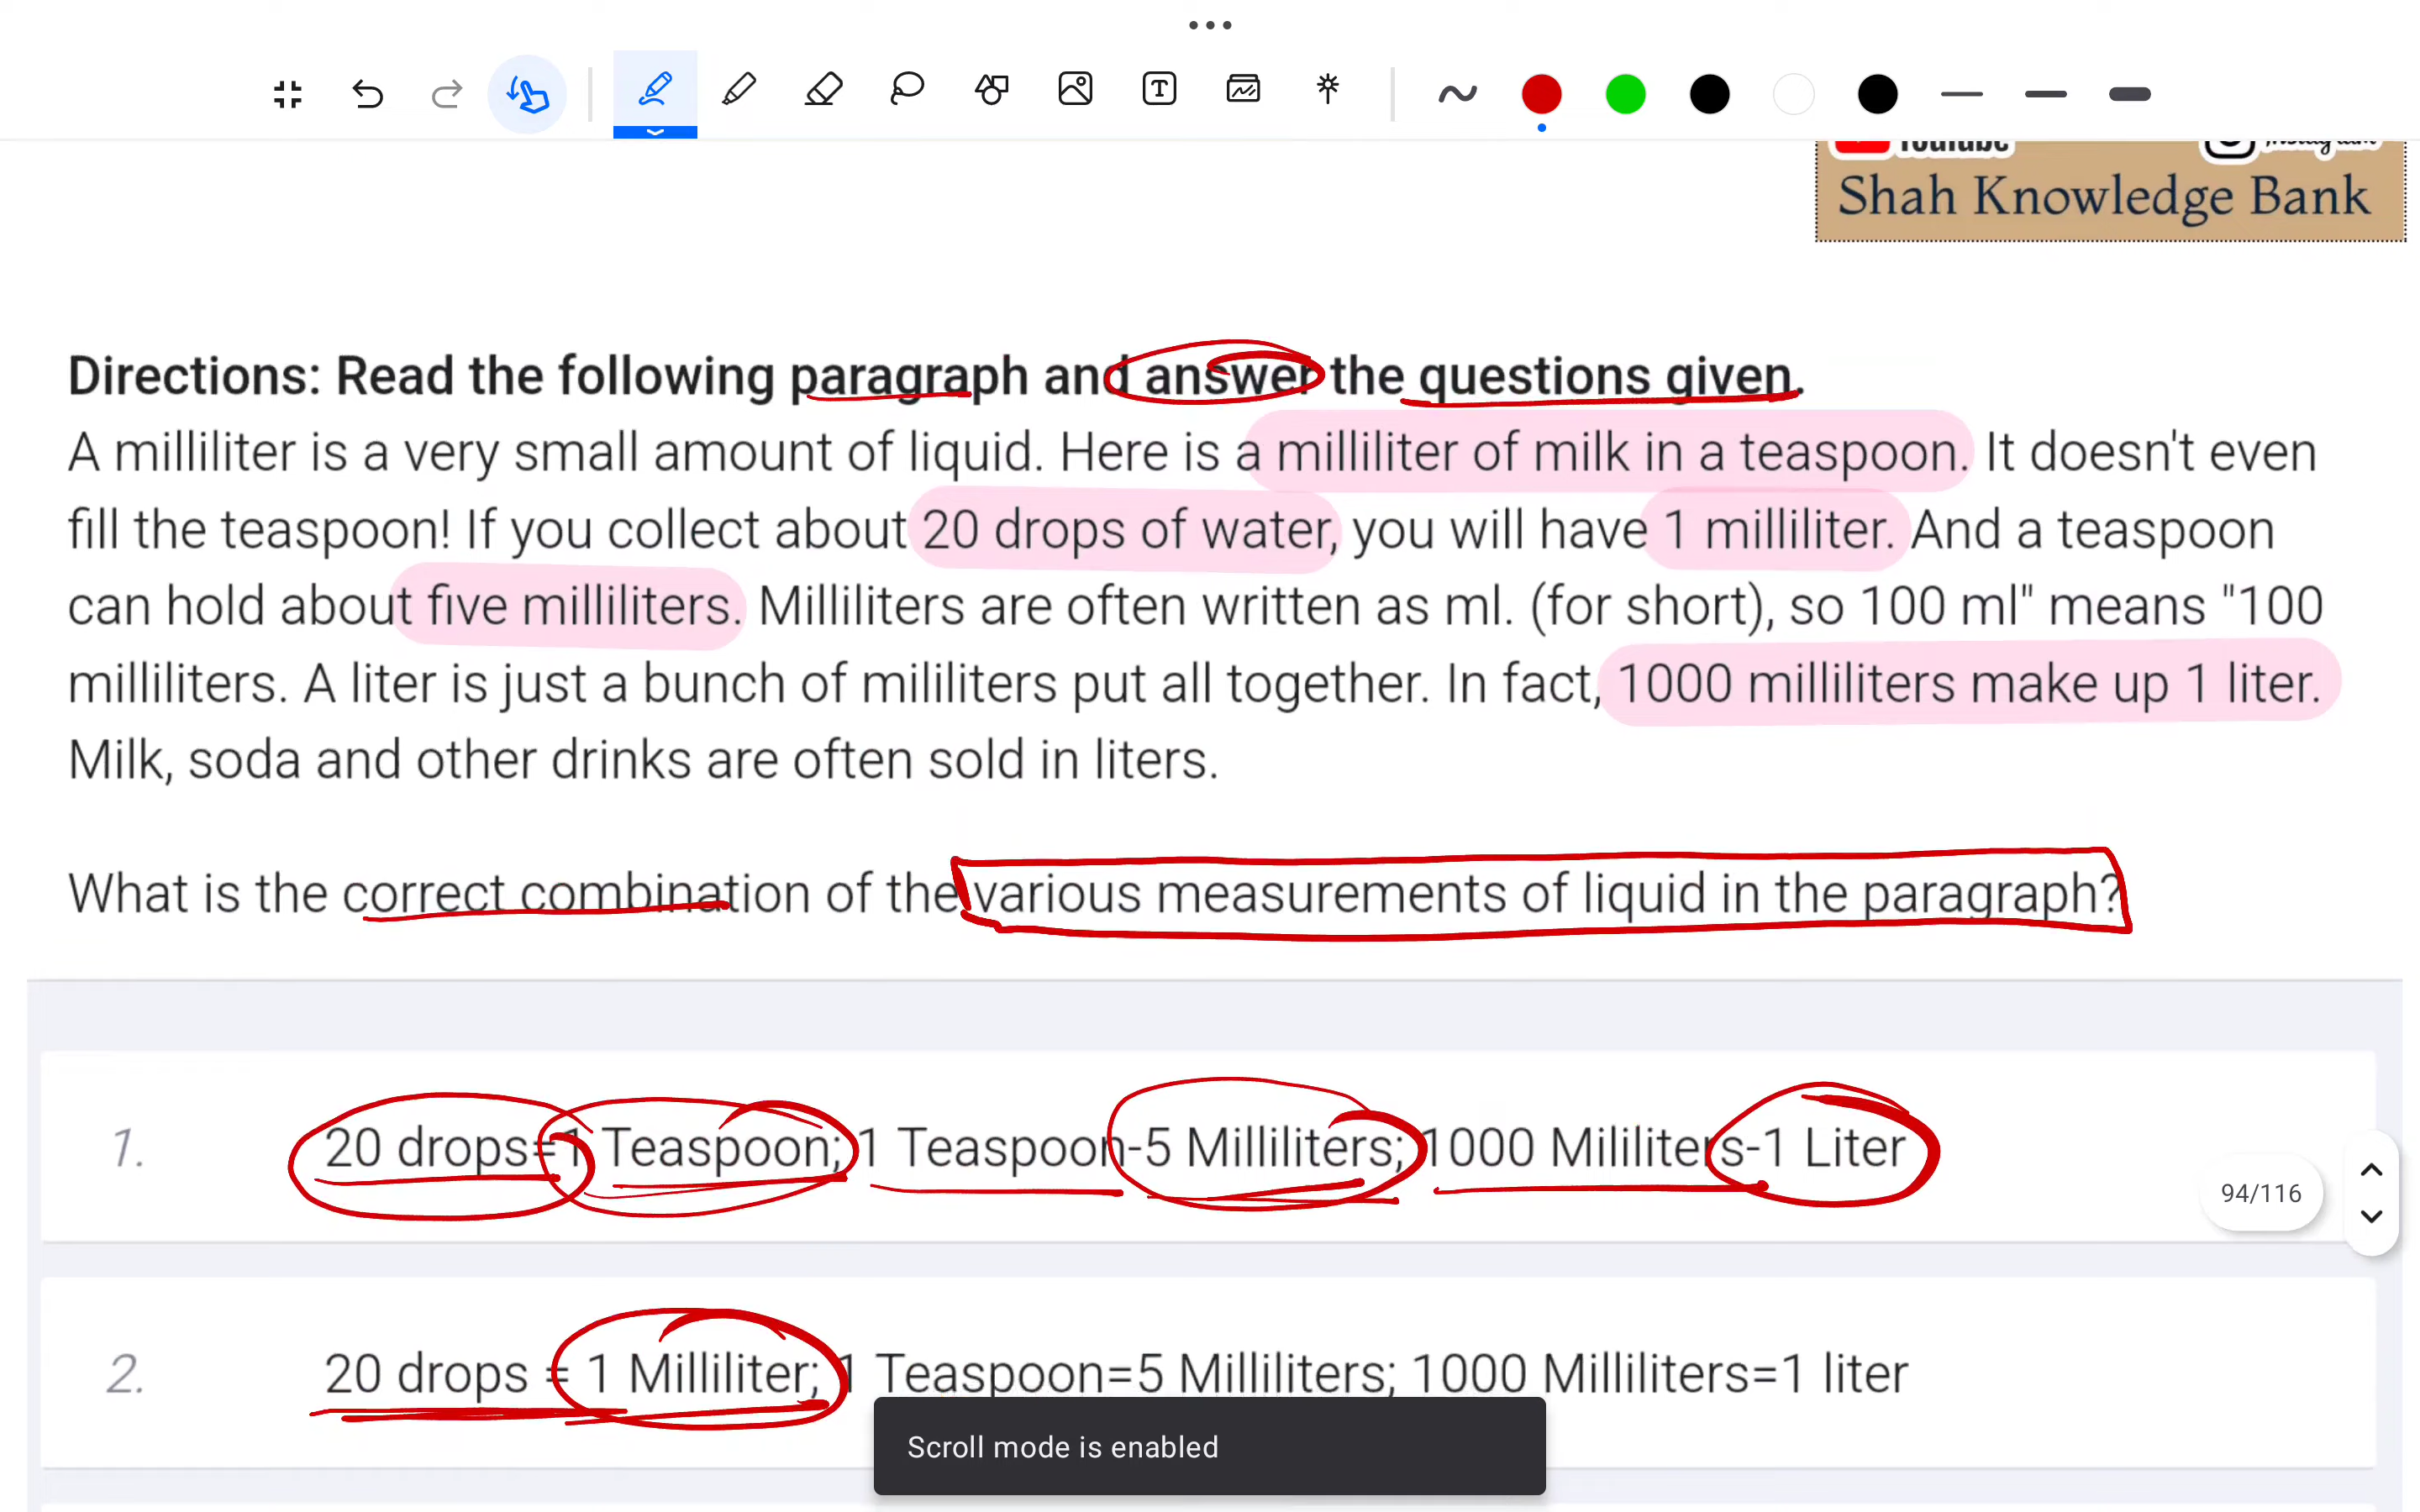 Shah Knowledge Bank
Directions: Read the following paragraph and answer the questions given.
A milliliter is a very small amount of liquid. Here is a milliliter of milk in a teaspoon. It doesn't even
fill the teaspoon! If you collect about 20 drops of water, you will have 1 milliliter. And a teaspoon
can hold about five milliliters. Milliliters are often written as ml. (for short), so 100 ml" means "100
milliliters. A liter is just a bunch of mililiters put all together. In fact, 1000 milliliters make up 1 liter.
Milk, soda and other drinks are often sold in liters.
What is the correct combination of the various measurements of liquid in the paragraph?
1. 20 drops=1 Teaspoon; 1 Teaspoon-5 Milliliters; 1000 Mililiters-1 Liter
94/116
2. 20 drops = 1 Milliliter; 1 Teaspoon=5 Milliliters; 1000 Milliliters=1 liter
Scroll mode is enabled